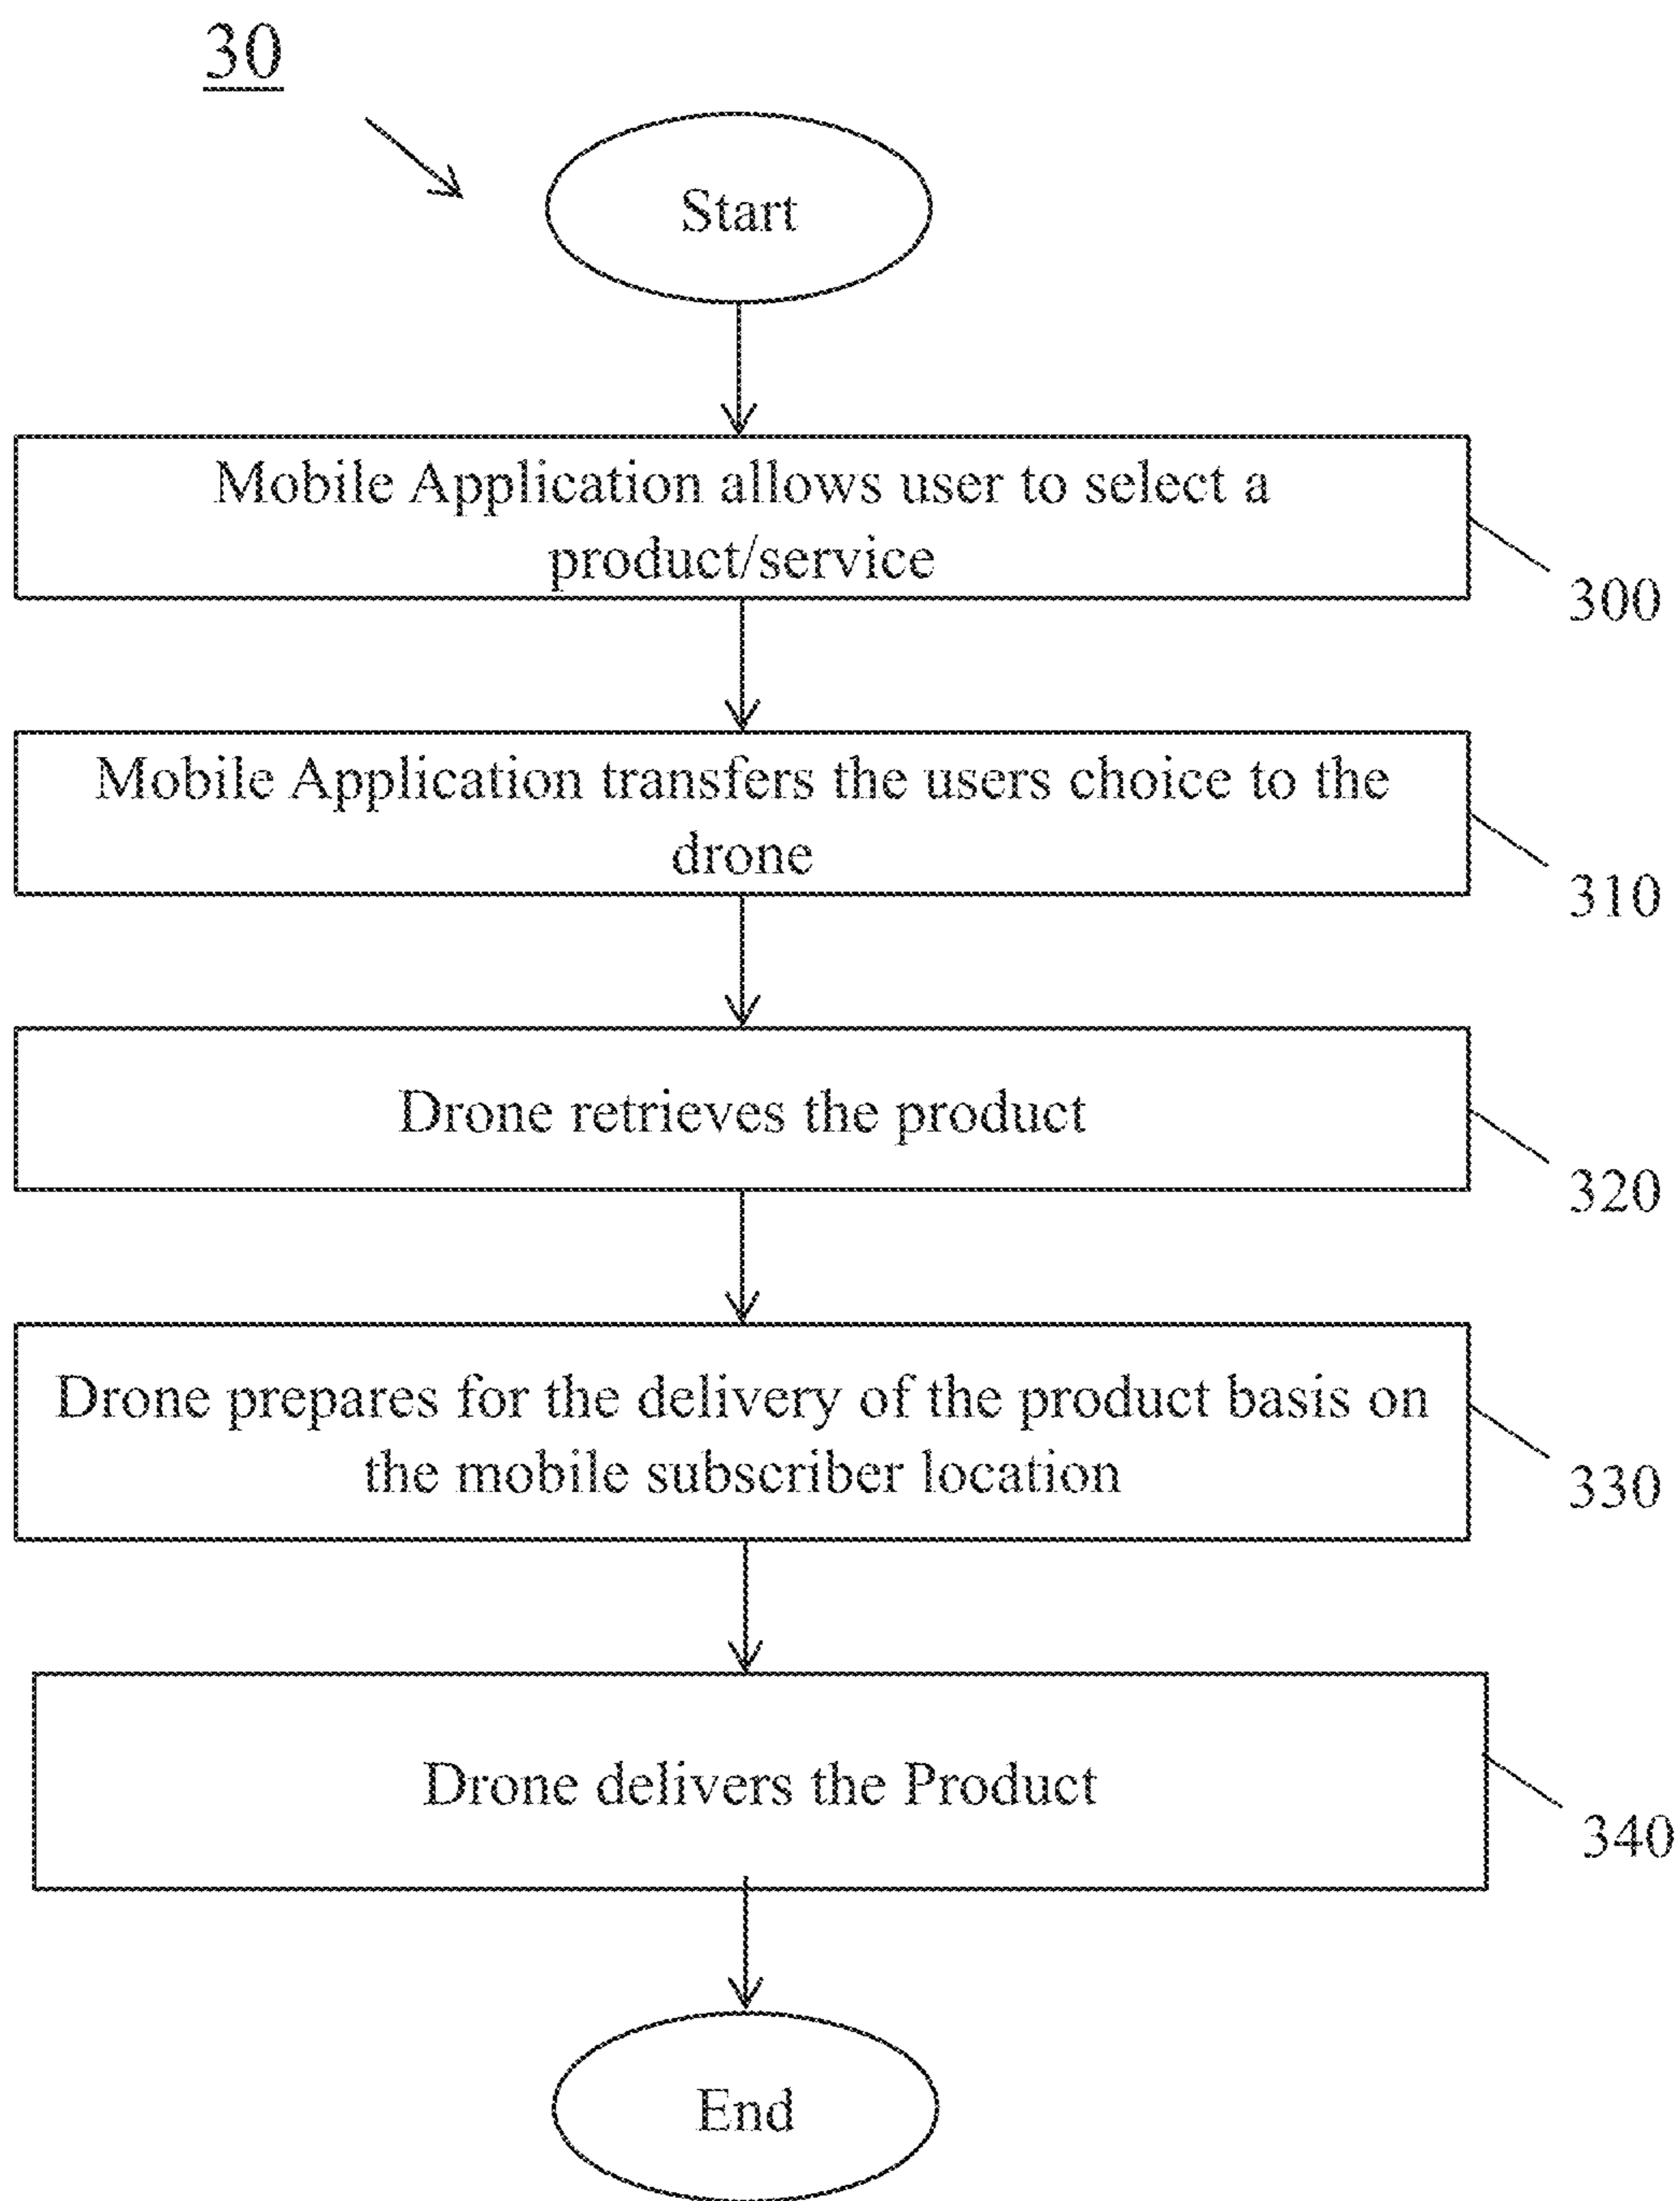 30
Start
Mobile Application allows user to select a
product/service
300
Mobile Application transfers the users choice to the
drone
310
Drone retrieves the product
320
Drone prepares for the delivery of the product basis on
the mobile subscriber location
330
Drone delivers the Product
340
End